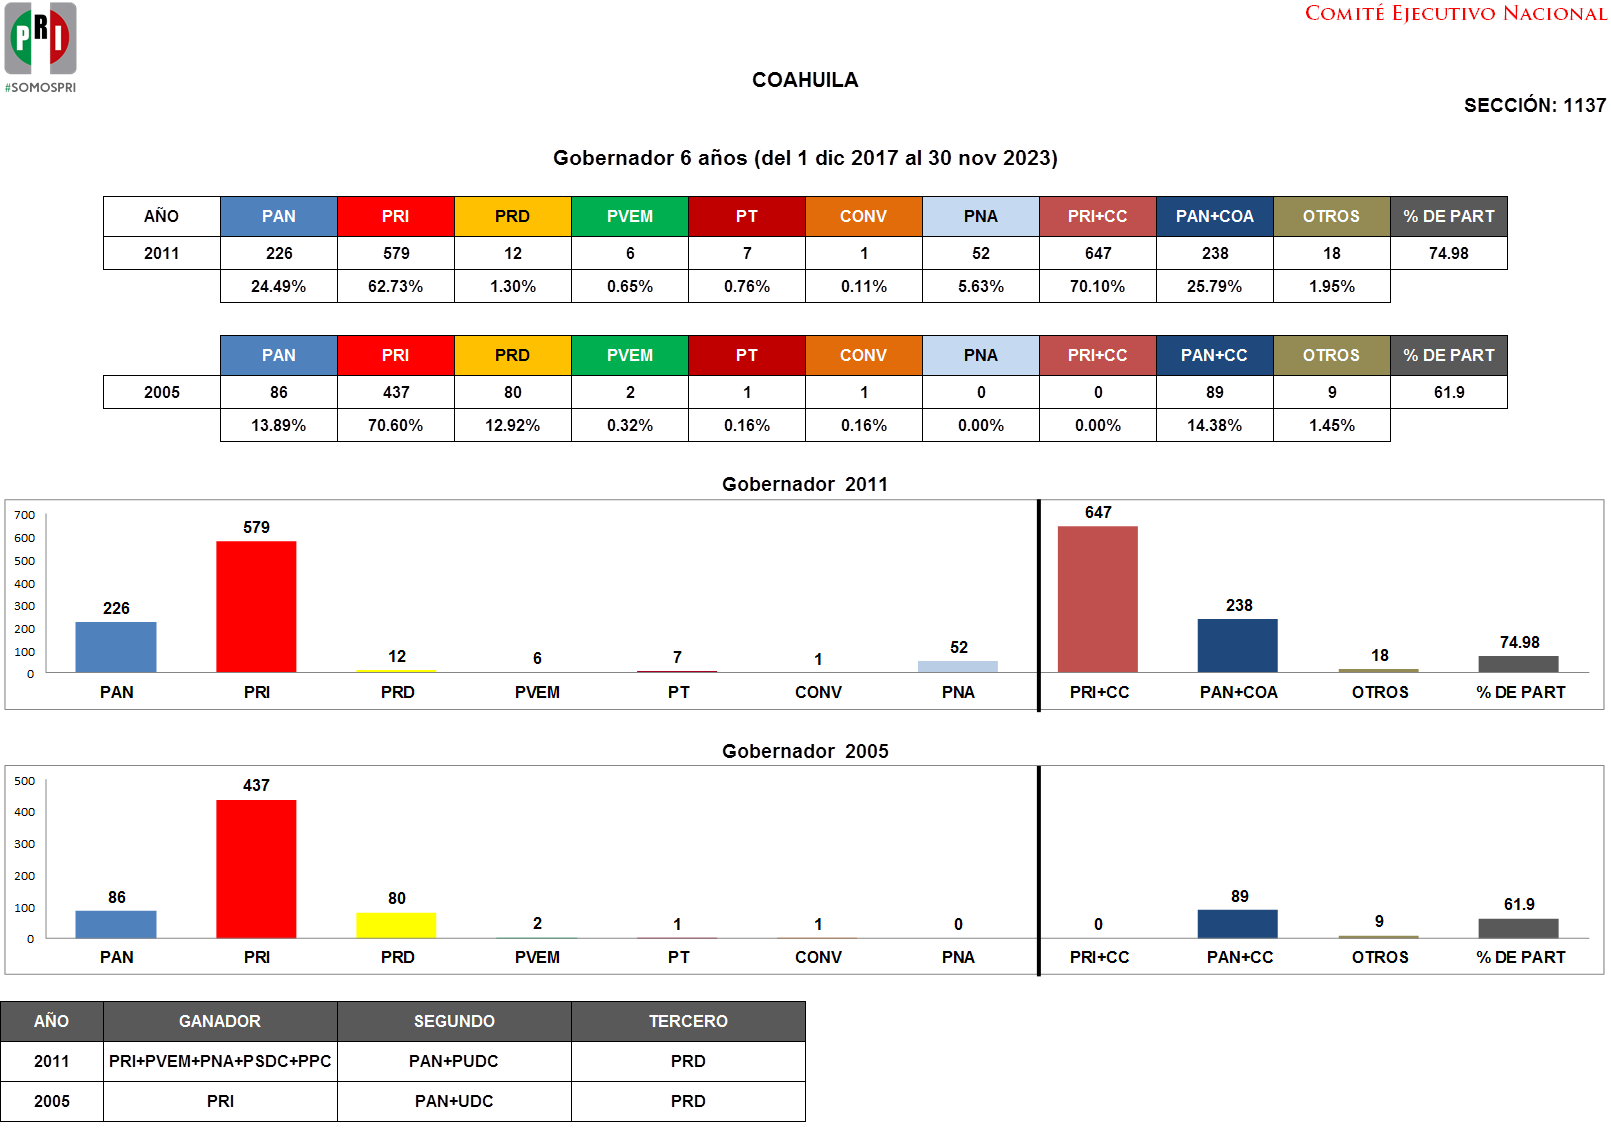 PRI
#SOMOSPRI
COMITÉ EJECUTIVO NACIONAL
COAHUILA
SECCIÓN: 1137
Gobernador 6 años (del 1 dic 2017 al 30 nov 2023)
AÑO PAN PRI PRD PVEM PT CONV PNA PRI+CC PAN+COA OTROS % DE PART
2011 226 579 12 6 7 1 52 647 238 18 74.98
24.49% 62.73% 1.30% 0.65% 0.76% 0.11% 5.63% 70.10% 25.79% 1.95%
PAN PRI PRD PVEM PT CONV PNA PRI+CC PAN+CC OTROS % DE PART
2005 86 437 80 2 1 1 0 0 89 9 61.9
13.89% 70.60% 12.92% 0.32% 0.16% 0.16% 0.00% 0.00% 14.38% 1.45%
Gobernador 2011
700
600
500
400
300
200
100
0
226 579 12 6 7 1 52 647 238 18 74.98
PAN PRI PRD PVEM PT CONV PNA PRI+CC PAN+COA OTROS % DE PART
Gobernador 2005
500
400
300
200
100
0
86 437 80 2 1 1 0 0 89 9 61.9
PAN PRI PRD PVEM PT CONV PNA PRI+CC PAN+CC OTROS % DE PART
AÑO GANADOR SEGUNDO TERCERO
2011 PRI+PVEM+PNA+PSDC+PPC PAN+PUDC PRD
2005 PRI PAN+UDC PRD